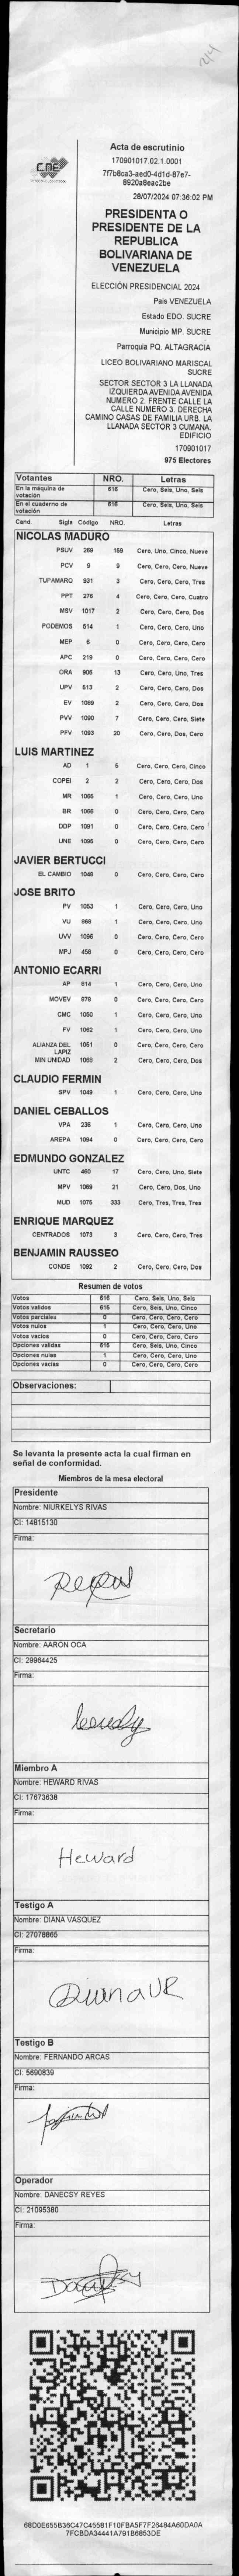 2/4
CNE
Acta de escrutinio
170901017.02.1.0001
7f7b8ca3-aed0-4d1d-87e7-
8920a8eac2be
28/07/2024 07:36:02 PM
PRESIDENTA O
PRESIDENTE DE LA
REPUBLICA
BOLIVARIANA DE
VENEZUELA
ELECCIÓN PRESIDENCIAL 2024
Pais VENEZUELA
Estado EDO. SUCRE
Municipio MP. SUCRE
Parroquia PQ. ALTAGRACIA
LICEO BOLIVARIANO MARISCAL
SUCRE
SECTOR SECTOR 3 LA LLANADA
IZQUIERDA AVENIDA AVENIDA
NUMERO 2. FRENTE CALLE LA
CALLE NUMERO 3. DERECHA
CAMINO CASAS DE FAMILIA URB. LA
LLANADA SECTOR 3 CUMANA.
EDIFICIO
170901017
975 Electores
Votantes NRO. Letras
En la máquina de votación 616 Cero, Seis, Uno, Seis
En el cuaderno de votación 616 Cero, Seis, Uno, Seis
Cand. Sigla Código NRO. Letras
NICOLAS MADURO
PSUV 269 159 Cero, Uno, Cinco, Nueve
PCV 9 9 Cero, Cero, Cero, Nueve
TUPAMARO 931 3 Cero, Cero, Cero, Tres
PPT 276 4 Cero, Cero, Cero, Cuatro
MSV 1017 2 Cero, Cero, Cero, Dos
PODEMOS 514 1 Cero, Cero, Cero, Uno
MEP 6 0 Cero, Cero, Cero, Cero
APC 219 0 Cero, Cero, Cero, Cero
ORA 906 13 Cero, Cero, Uno, Tres
UPV 513 2 Cero, Cero, Cero, Dos
EV 1089 2 Cero, Cero, Cero, Dos
PVV 1090 7 Cero, Cero, Cero, Siete
PFV 1093 20 Cero, Cero, Dos, Cero
LUIS MARTINEZ
AD 1 5 Cero, Cero, Cero, Cinco
COPEI 2 2 Cero, Cero, Cero, Dos
MR 1065 1 Cero, Cero, Cero, Uno
BR 1066 0 Cero, Cero, Cero, Cero
DDP 1091 0 Cero, Cero, Cero, Cero
UNE 1095 0 Cero, Cero, Cero, Cero
JAVIER BERTUCCI
EL CAMBIO 1048 0 Cero, Cero, Cero, Cero
JOSE BRITO
PV 1053 1 Cero, Cero, Cero, Uno
VU 868 1 Cero, Cero, Cero, Uno
UVV 1096 0 Cero, Cero, Cero, Cero
MPJ 456 0 Cero, Cero, Cero, Cero
ANTONIO ECARRI
AP 814 1 Cero, Cero, Cero, Uno
MOVEV 878 0 Cero, Cero, Cero, Cero
CMC 1050 1 Cero, Cero, Cero, Uno
FV 1062 1 Cero, Cero, Cero, Uno
ALIANZA DEL LAPIZ 1051 0 Cero, Cero, Cero, Cero
MIN UNIDAD 1068 2 Cero, Cero, Cero, Dos
CLAUDIO FERMIN
SPV 1049 1 Cero, Cero, Cero, Uno
DANIEL CEBALLOS
VPA 236 1 Cero, Cero, Cero, Uno
AREPA 1094 0 Cero, Cero, Cero, Cero
EDMUNDO GONZALEZ
UNTC 460 17 Cero, Cero, Uno, Siete
MPV 1069 21 Cero, Cero, Dos, Uno
MUD 1075 333 Cero, Tres, Tres, Tres
ENRIQUE MARQUEZ
CENTRADOS 1073 3 Cero, Cero, Cero, Tres
BENJAMIN RAUSSEO
CONDE 1092 2 Cero, Cero, Cero, Dos
Resumen de votos
Votos 616 Cero, Seis, Uno, Seis
Votos validos 615 Cero, Seis, Uno, Cinco
Votos parciales 0 Cero, Cero, Cero, Cero
Votos nulos 1 Cero, Cero, Cero, Uno
Votos vacios 0 Cero, Cero, Cero, Cero
Opciones validas 615 Cero, Seis, Uno, Cinco
Opciones nulas 1 Cero, Cero, Cero, Uno
Opciones vacias 0 Cero, Cero, Cero, Cero
Observaciones:
Se levanta la presente acta la cual firman en
señal de conformidad.
Miembros de la mesa electoral
Presidente
Nombre: NIURKELYS RIVAS
CI: 14815130
Firma:
Secretario
Nombre: AARON OCA
CI: 29984425
Firma:
Miembro A
Nombre: HEWARD RIVAS
CI: 17673638
Firma:
Heward
Testigo A
Nombre: DIANA VASQUEZ
CI: 27078865
Firma:
Testigo B
Nombre: FERNANDO ARCAS
CI: 5690839
Firma:
Operador
Nombre: DANECSY REYES
CI: 21095380
Firma:
68D0E655B36C47C45581F10FBA5F7F26484A60DA0A
7FCBDA34441A791B6853DE